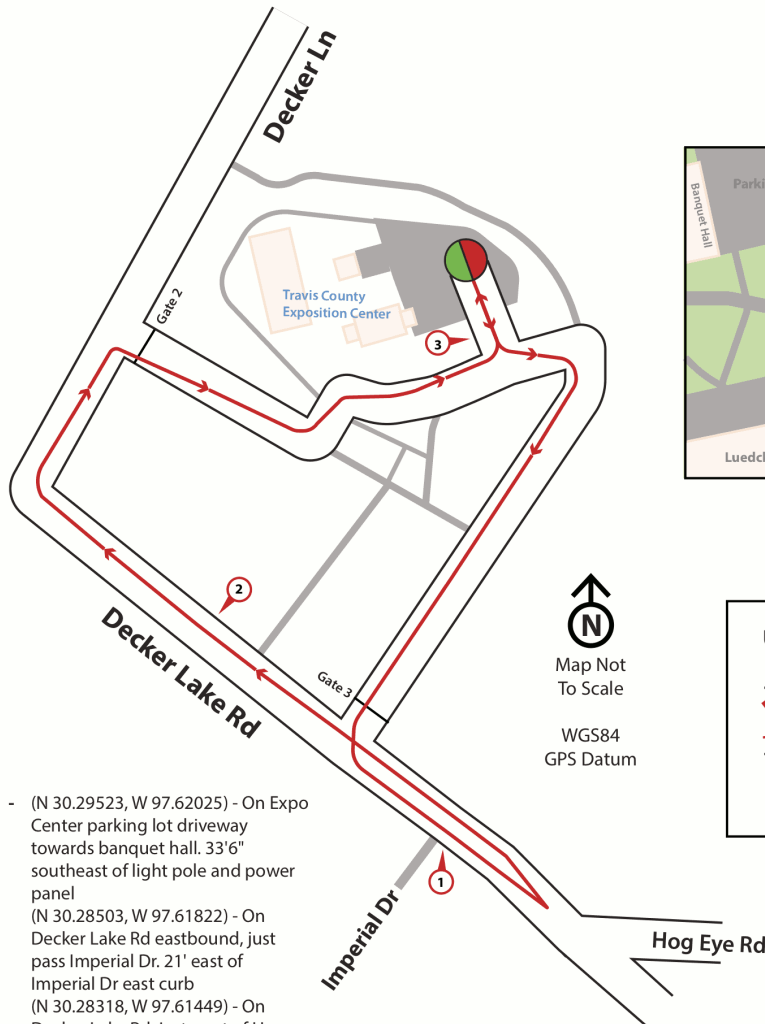 Decker Ln
Parki
Banquet Hall
Gate 2
Travis County
Exposition Center
3
Luedcl
2
N
Map Not
To Scale
WGS84
GPS Datum
Decker Lake Rd
Gate 3
- (N 30.29523, W 97.62025) - On Expo
Center parking lot driveway
towards banquet hall. 33'6"
southeast of light pole and power
panel
(N 30.28503, W 97.61822) - On
Decker Lake Rd eastbound, just
pass Imperial Dr. 21' east of
Imperial Dr east curb
(N 30.28318, W 97.61449) - On
1
Imperial Dr
Hog Eye Rd